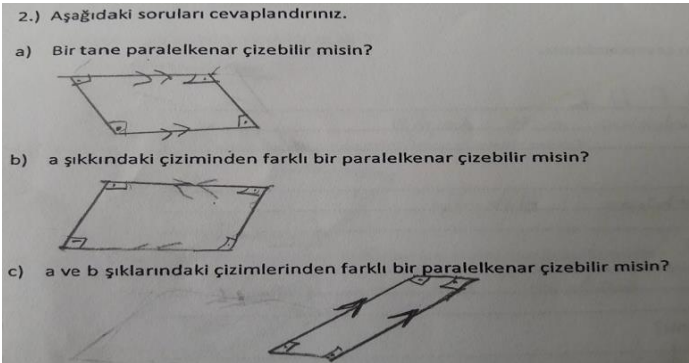 2.) Aşağıdaki soruları cevaplandırınız.
a) Bir tane paralelkenar çizebilir misin?
b) a şıkkındaki çiziminden farklı bir paralelkenar çizebilir misin?
c) a ve b şıklarındaki çizimlerinden farklı bir paralelkenar çizebilir misin?